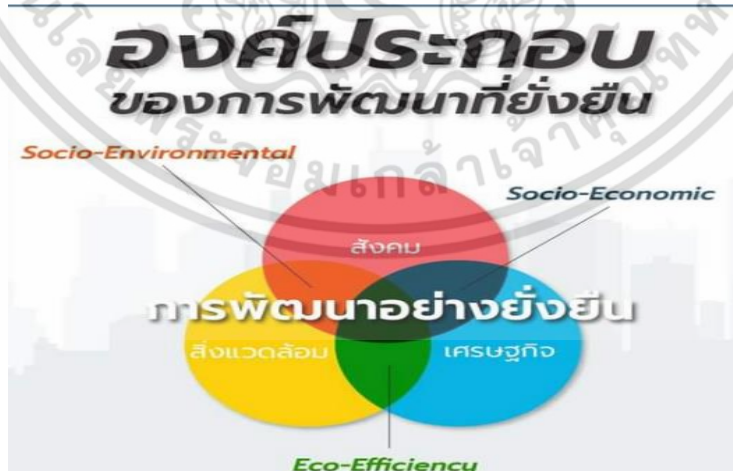 องค์ประกอบ
ของการพัฒนาที่ยั่งยืน
Socio-Environmental
Socio-Economic
สังคม
การพัฒนาอย่างยั่งยืน
สิ่งแวดล้อม
เศรษฐกิจ
Eco-Efficiency